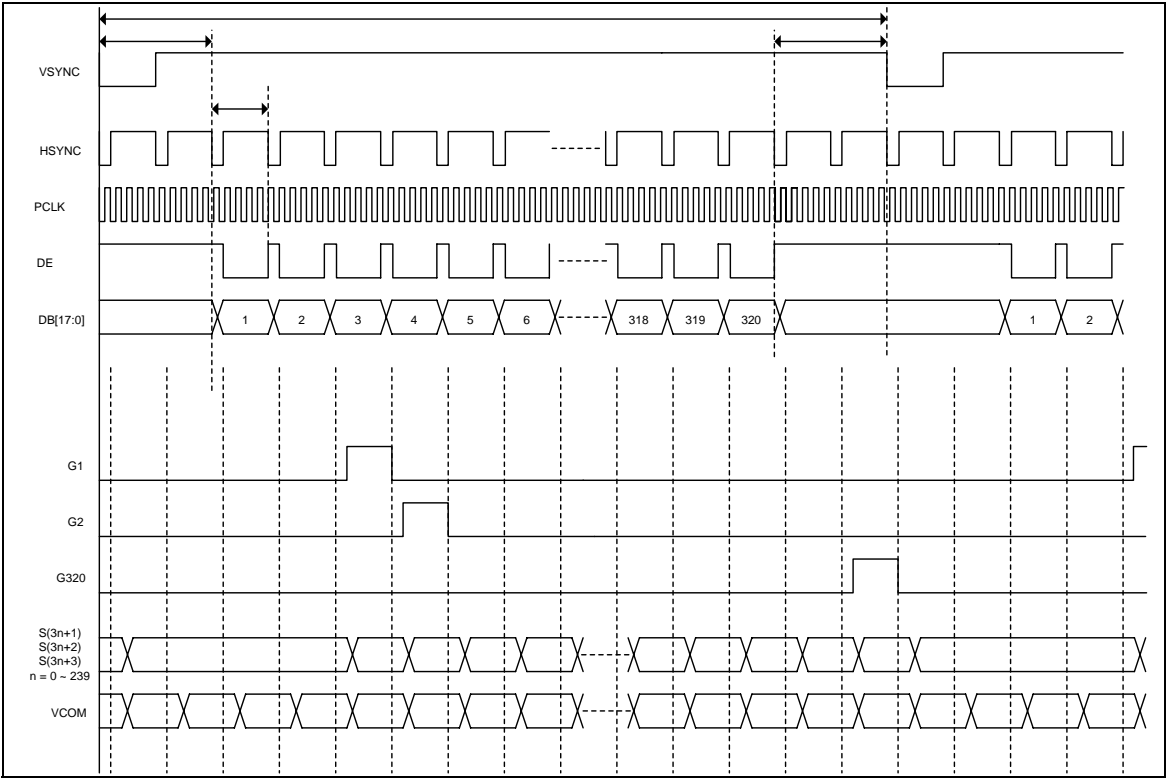 VSYNC
HSYNC
PCLK
DE
DB[17:0] 1 2 3 4 5 6 318 319 320 1 2
G1
G2
G320
S(3n+1)
S(3n+2)
S(3n+3)
n = 0 ~ 239
VCOM